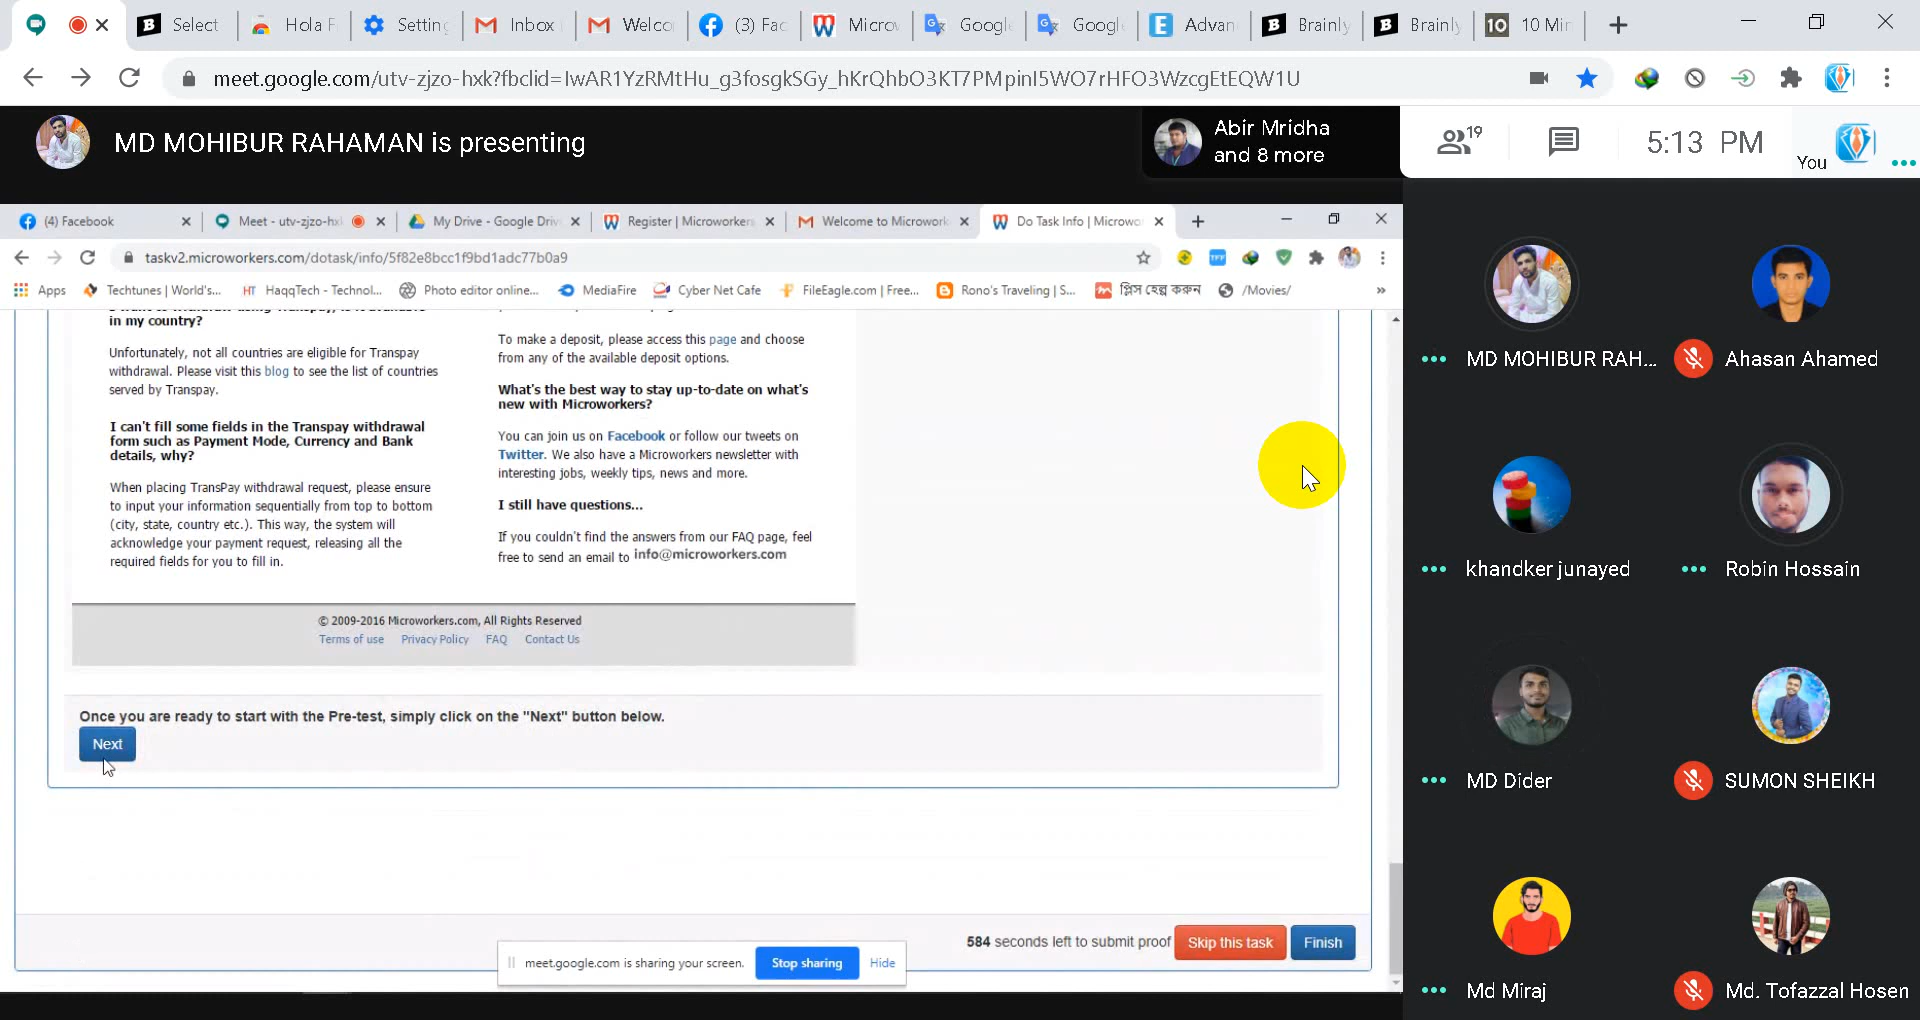 Select
Hola F
Setting
Inbox
Welco
(3) Fac
Microv
Google
Google
Advan
Brainly
Brainly
10 Min
meet.google.com/utv-zjzo-hxk?fbclid=IwAR1YzRMtHu_g3fosgkSGy_hKrQhbO3KT7PMpinI5WO7rHFO3WzcgEtEQW1U
MD MOHIBUR RAHAMAN is presenting
Abir Mridha
and 8 more
19
5:13 PM
You
(4) Facebook
Meet - utv-zjzo-hxk
My Drive - Google Driv
Register | Microworkers
Welcome to Microwork
Do Task Info | Microwo
taskv2.microworkers.com/dotask/info/5f82e8bcc1f9bd1adc77b0a9
Apps
Techtunes | World's...
HT HaqqTech - Technol...
Photo editor online...
MediaFire
Cyber Net Cafe
FileEagle.com | Free...
Rono's Traveling | S...
প্লিস হেল্প করুন
/Movies/
»
in my country?
Unfortunately, not all countries are eligible for Transpay
withdrawal. Please visit this blog to see the list of countries
served by Transpay.
I can't fill some fields in the Transpay withdrawal
form such as Payment Mode, Currency and Bank
details, why?
When placing TransPay withdrawal request, please ensure
to input your information sequentially from top to bottom
(city, state, country etc.). This way, the system will
acknowledge your payment request, releasing all the
required fields for you to fill in.
To make a deposit, please access this page and choose
from any of the available deposit options.
What's the best way to stay up-to-date on what's
new with Microworkers?
You can join us on Facebook or follow our tweets on
Twitter. We also have a Microworkers newsletter with
interesting jobs, weekly tips, news and more.
I still have questions...
If you couldn't find the answers from our FAQ page, feel
free to send an email to info@microworkers.com
© 2009-2016 Microworkers.com, All Rights Reserved
Terms of use Privacy Policy FAQ Contact Us
Once you are ready to start with the Pre-test, simply click on the "Next" button below.
Next
584 seconds left to submit proof
Skip this task
Finish
meet.google.com is sharing your screen.
Stop sharing
Hide
MD MOHIBUR RAH...
Ahasan Ahamed
khandker junayed
Robin Hossain
MD Dider
SUMON SHEIKH
Md Miraj
Md. Tofazzal Hosen